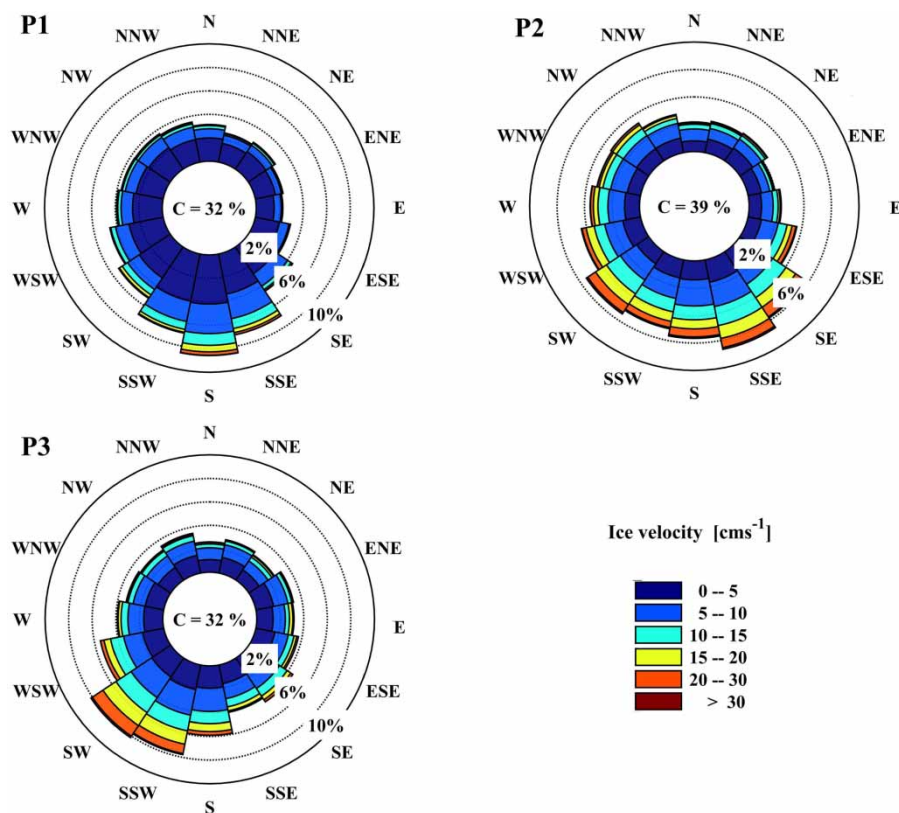 P1
N
NNW
NNE
NW
NE
WNW
ENE
W
C = 32 %
E
2%
WSW
6%
ESE
10%
SW
SE
SSW
SSE
S
P2
N
NNW
NNE
NW
NE
WNW
ENE
W
C = 39 %
E
2%
WSW
ESE
6%
SW
SE
SSW
SSE
S
P3
N
NNW
NNE
NW
NE
WNW
ENE
W
C = 32 %
E
2%
WSW
6%
ESE
10%
SW
SE
SSW
SSE
S
Ice velocity [cms⁻¹]
0 -- 5
5 -- 10
10 -- 15
15 -- 20
20 -- 30
> 30